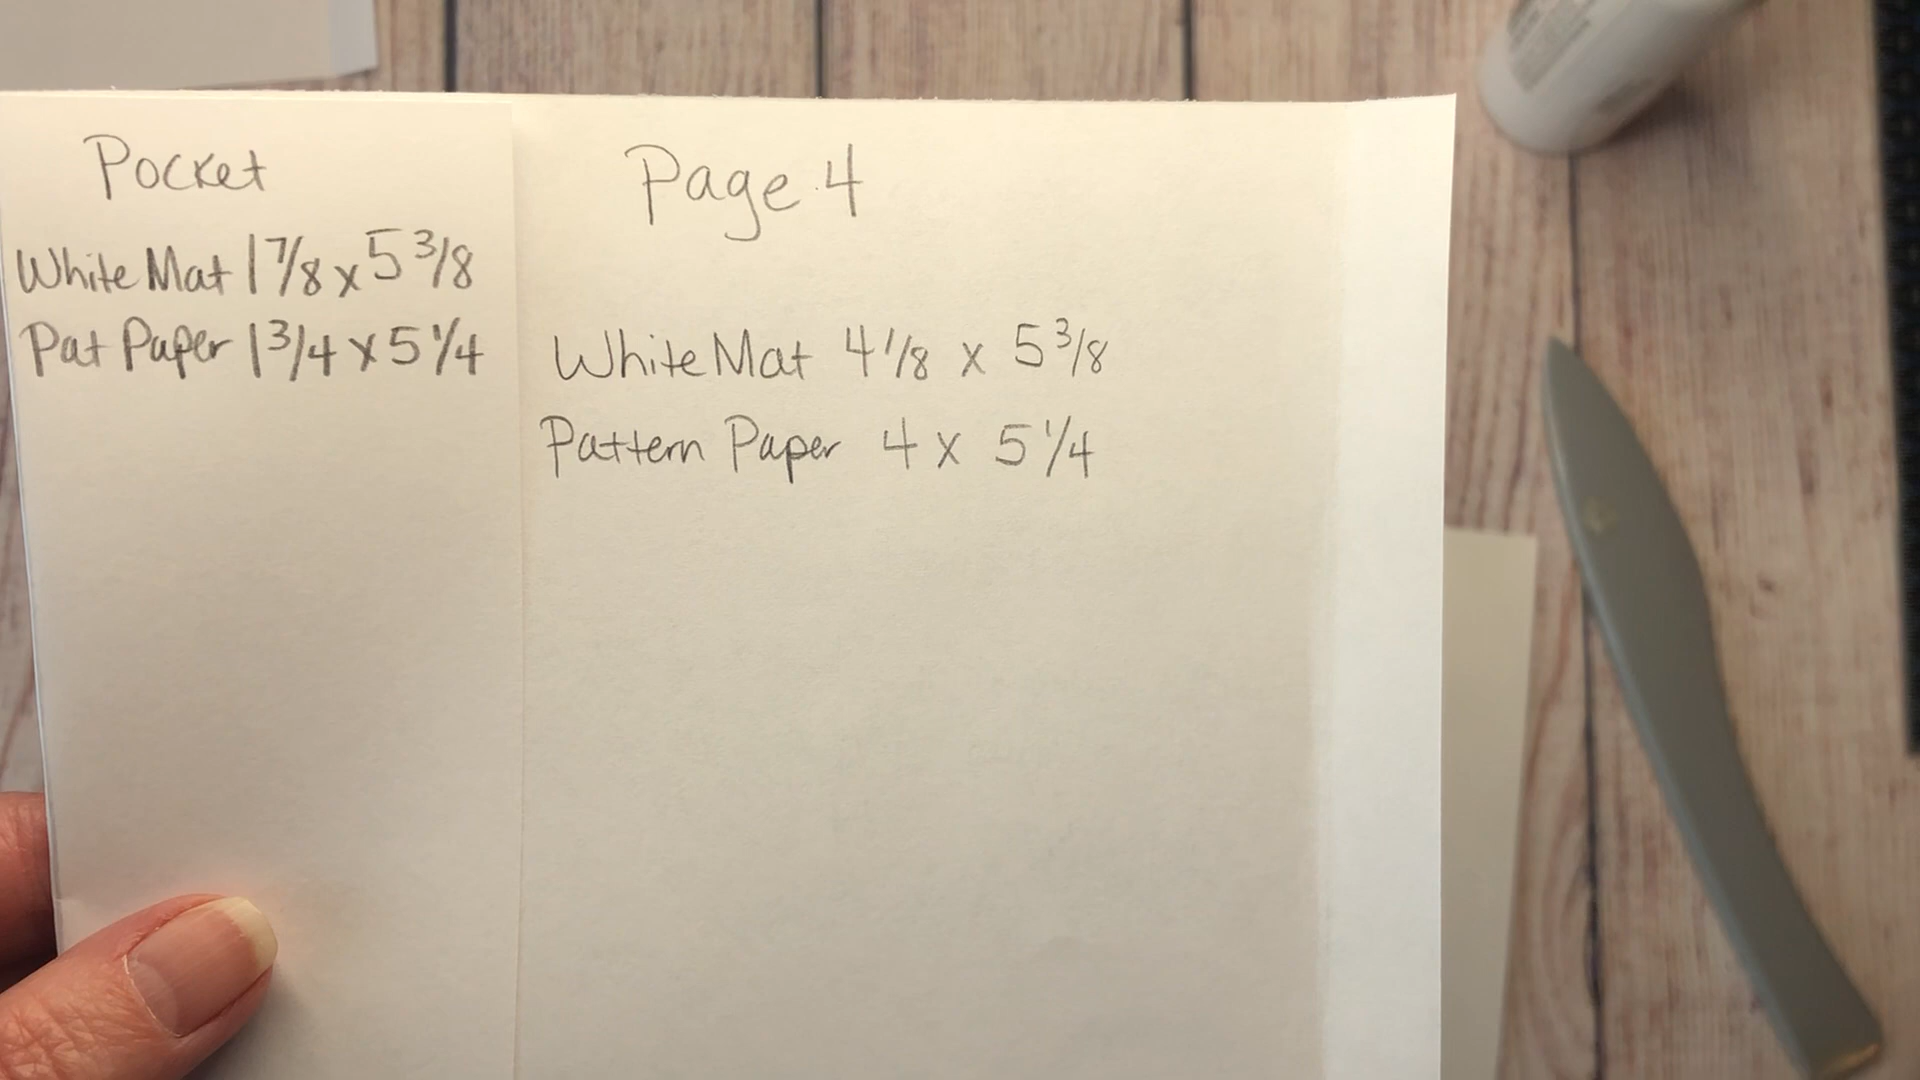 Pocket
White Mat 1 7/8 x 5 3/8
Pat Paper 1 3/4 x 5 1/4
Page 4
White Mat 4 1/8 x 5 3/8
Pattern Paper 4 x 5 1/4